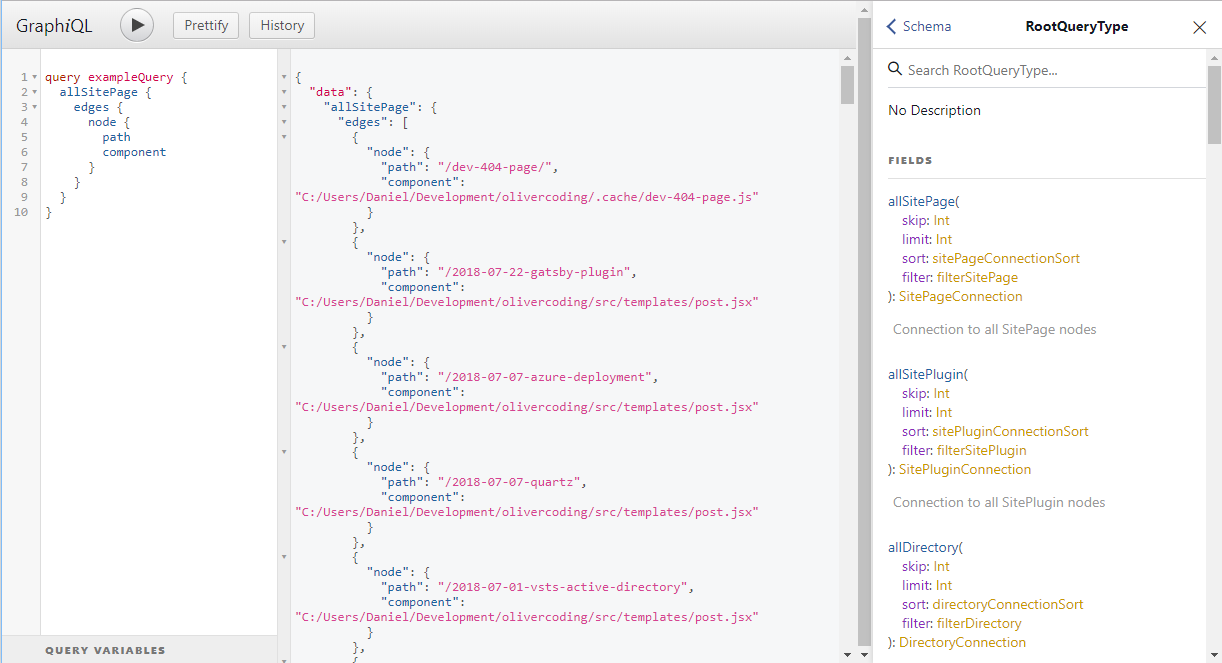 GraphiQL
Prettify
History
1 query exampleQuery {
2 allSitePage {
3 edges {
4 node {
5 path
6 component
7 }
8 }
9 }
10 }
QUERY VARIABLES
{
"data": {
"allSitePage": {
"edges": [
{
"node": {
"path": "/dev-404-page/",
"component":
"C:/Users/Daniel/Development/olivercoding/.cache/dev-404-page.js"
}
},
{
"node": {
"path": "/2018-07-22-gatsby-plugin",
"component":
"C:/Users/Daniel/Development/olivercoding/src/templates/post.jsx"
}
},
{
"node": {
"path": "/2018-07-07-azure-deployment",
"component":
"C:/Users/Daniel/Development/olivercoding/src/templates/post.jsx"
}
},
{
"node": {
"path": "/2018-07-07-quartz",
"component":
"C:/Users/Daniel/Development/olivercoding/src/templates/post.jsx"
}
},
{
"node": {
"path": "/2018-07-01-vsts-active-directory",
"component":
"C:/Users/Daniel/Development/olivercoding/src/templates/post.jsx"
}
},
{
Schema
RootQueryType
Search RootQueryType...
No Description
FIELDS
allSitePage(
skip: Int
limit: Int
sort: sitePageConnectionSort
filter: filterSitePage
): SitePageConnection
Connection to all SitePage nodes
allSitePlugin(
skip: Int
limit: Int
sort: sitePluginConnectionSort
filter: filterSitePlugin
): SitePluginConnection
Connection to all SitePlugin nodes
allDirectory(
skip: Int
limit: Int
sort: directoryConnectionSort
filter: filterDirectory
): DirectoryConnection